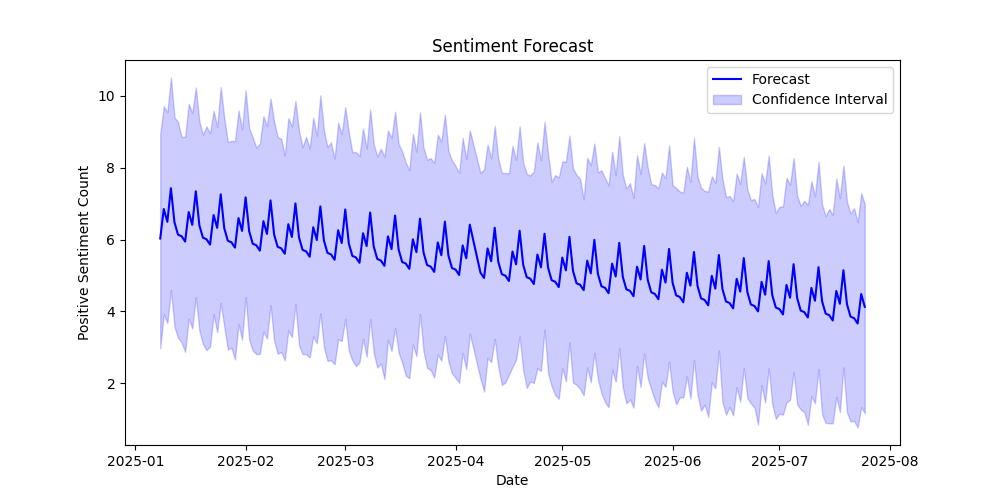 Sentiment Forecast
Forecast
Confidence Interval
Positive Sentiment Count
10
8
6
4
2
2025-01 2025-02 2025-03 2025-04 2025-05 2025-06 2025-07 2025-08
Date